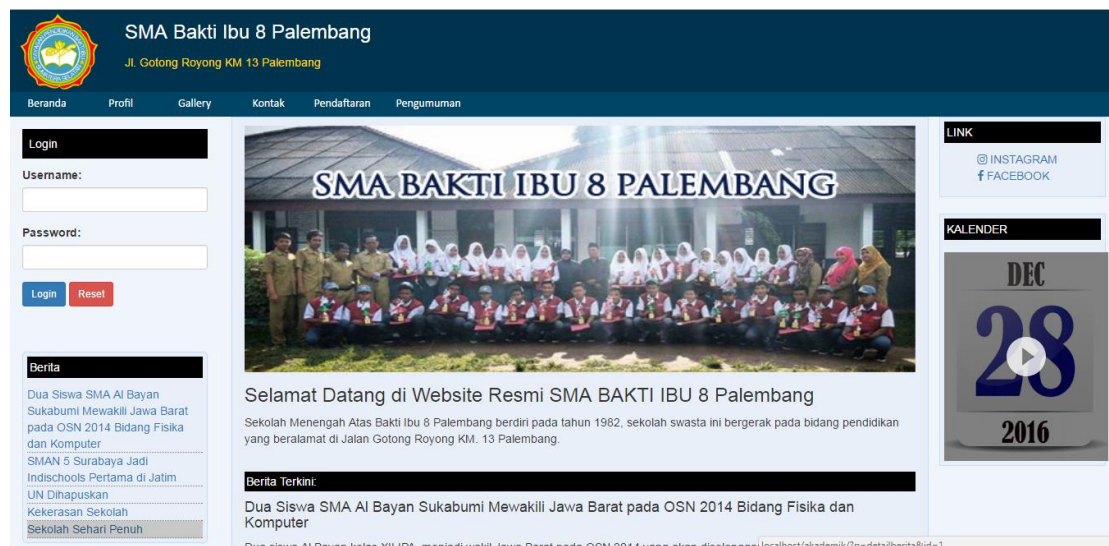 SMA Bakti Ibu 8 Palembang
Jl. Gotong Royong KM 13 Palembang
Beranda Profil Gallery Kontak Pendaftaran Pengumuman
Login
Username:
Password:
Login Reset
Berita
Dua Siswa SMA Al Bayan
Sukabumi Mewakili Jawa Barat
pada OSN 2014 Bidang Fisika
dan Komputer
SMAN 5 Surabaya Jadi
Indischools Pertama di Jatim
UN Dihapuskan
Kekerasan Sekolah
Sekolah Sehari Penuh
SMA BAKTI IBU 8 PALEMBANG
Selamat Datang di Website Resmi SMA BAKTI IBU 8 Palembang
Sekolah Menengah Atas Bakti Ibu 8 Palembang berdiri pada tahun 1982, sekolah swasta ini bergerak pada bidang pendidikan
yang beralamat di Jalan Gotong Royong KM. 13 Palembang.
Berita Terkini:
Dua Siswa SMA Al Bayan Sukabumi Mewakili Jawa Barat pada OSN 2014 Bidang Fisika dan
Komputer
LINK
INSTAGRAM
FACEBOOK
KALENDER
DEC
28
2016